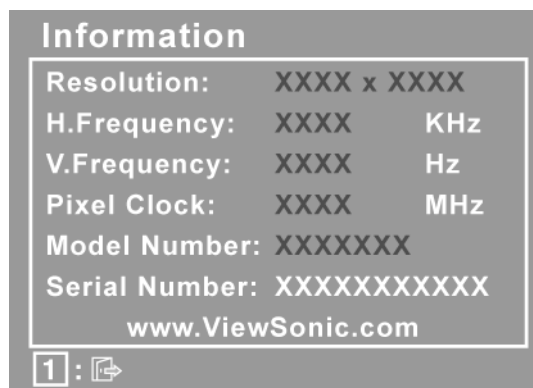 Information
Resolution: XXXX x XXXX
H.Frequency: XXXX KHz
V.Frequency: XXXX Hz
Pixel Clock: XXXX MHz
Model Number: XXXXXXX
Serial Number: XXXXXXXXXXX
www.ViewSonic.com
1 :